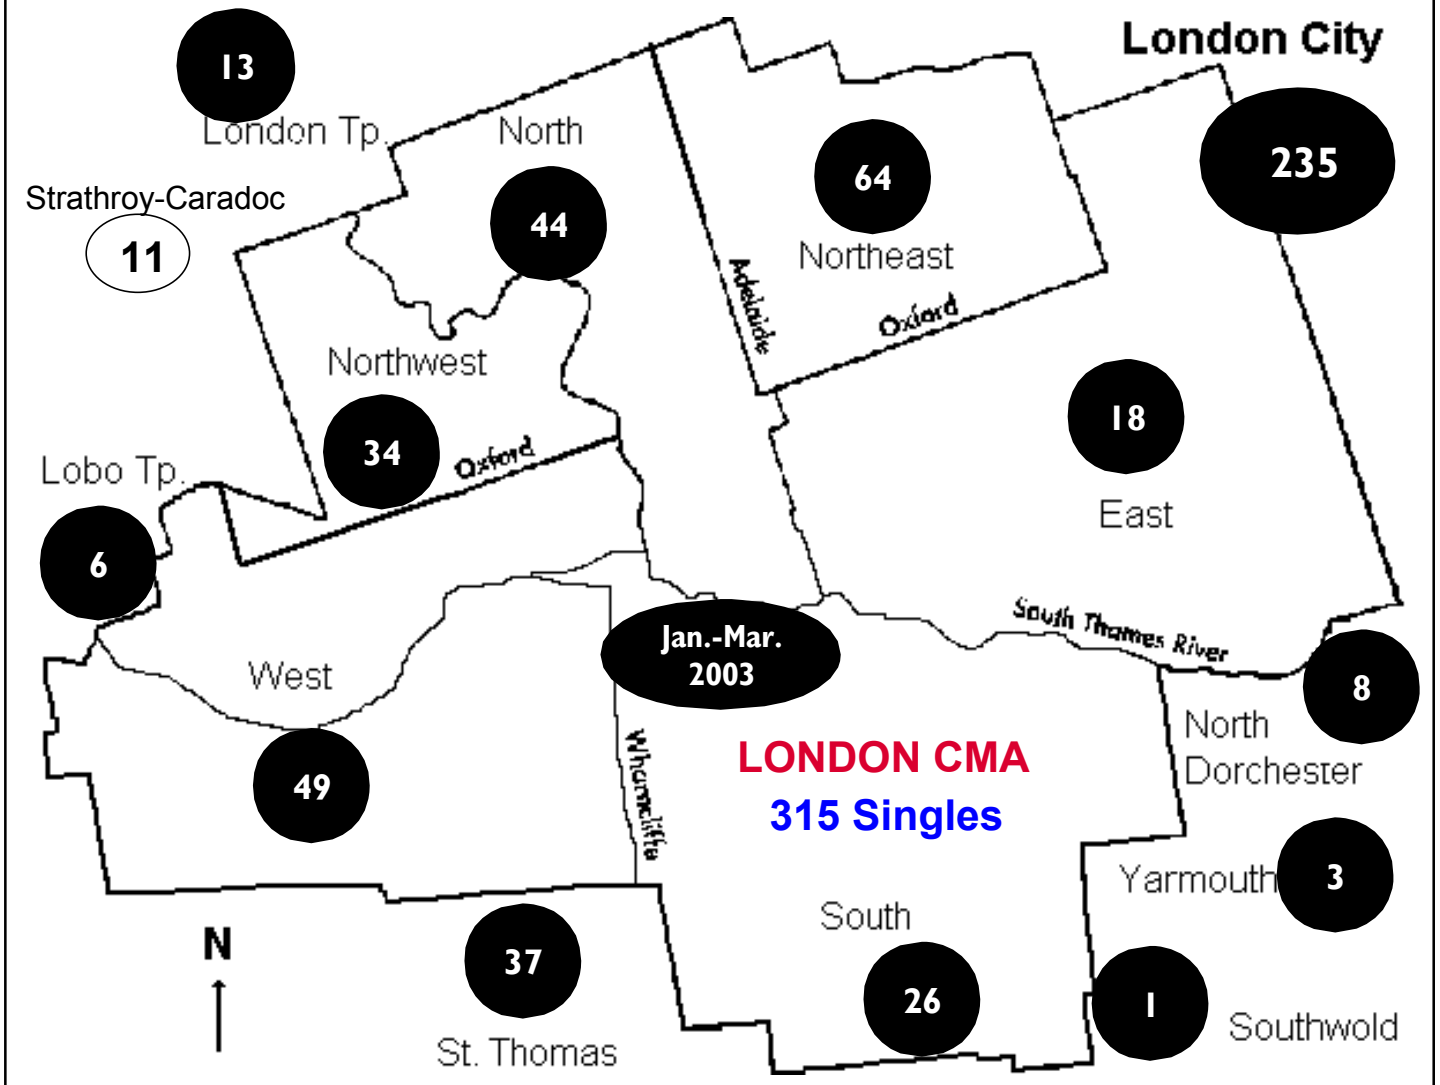 London City
13
London Tp.
North
64
235
Strathroy-Caradoc
11
44
Northeast
Adelaide
Oxford
Northwest
34
Oxford
18
Lobo Tp.
East
6
South Thames River
Jan.-Mar.
2003
West
8
North
Dorchester
Wharncliffe
49
LONDON CMA
315 Singles
Yarmouth
3
South
N
37
26
1
Southwold
St. Thomas